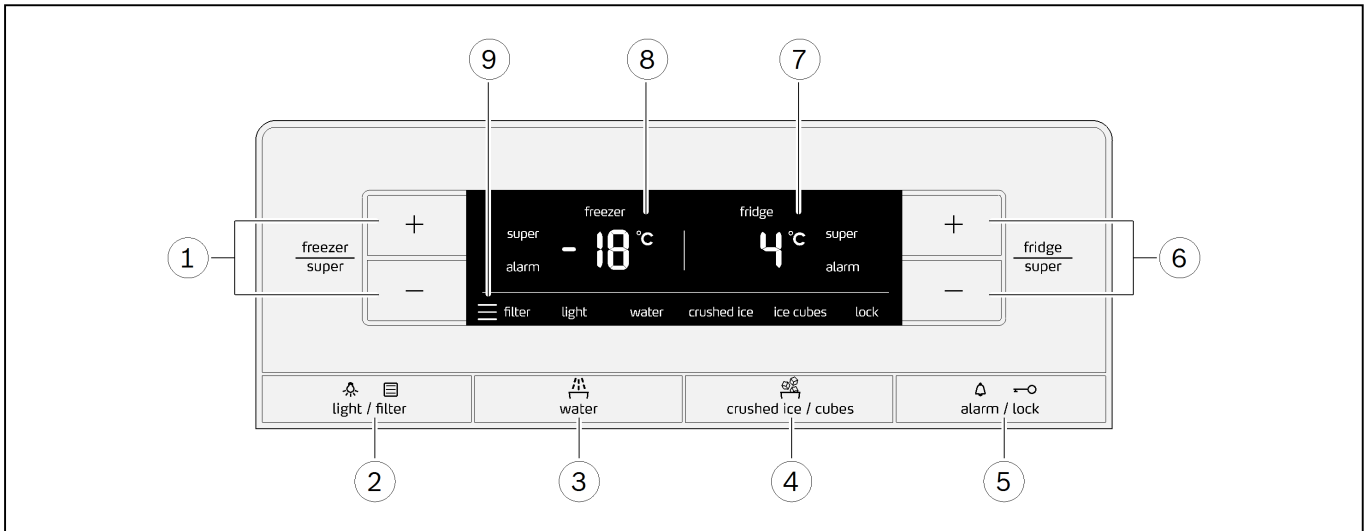 9 8 7
freezer fridge
+ super - 18 °C 4 °C super +
1 freezer alarm alarm fridge 6
super super
− −
filter light water crushed ice ice cubes lock
light / filter water crushed ice / cubes alarm / lock
2 3 4 5